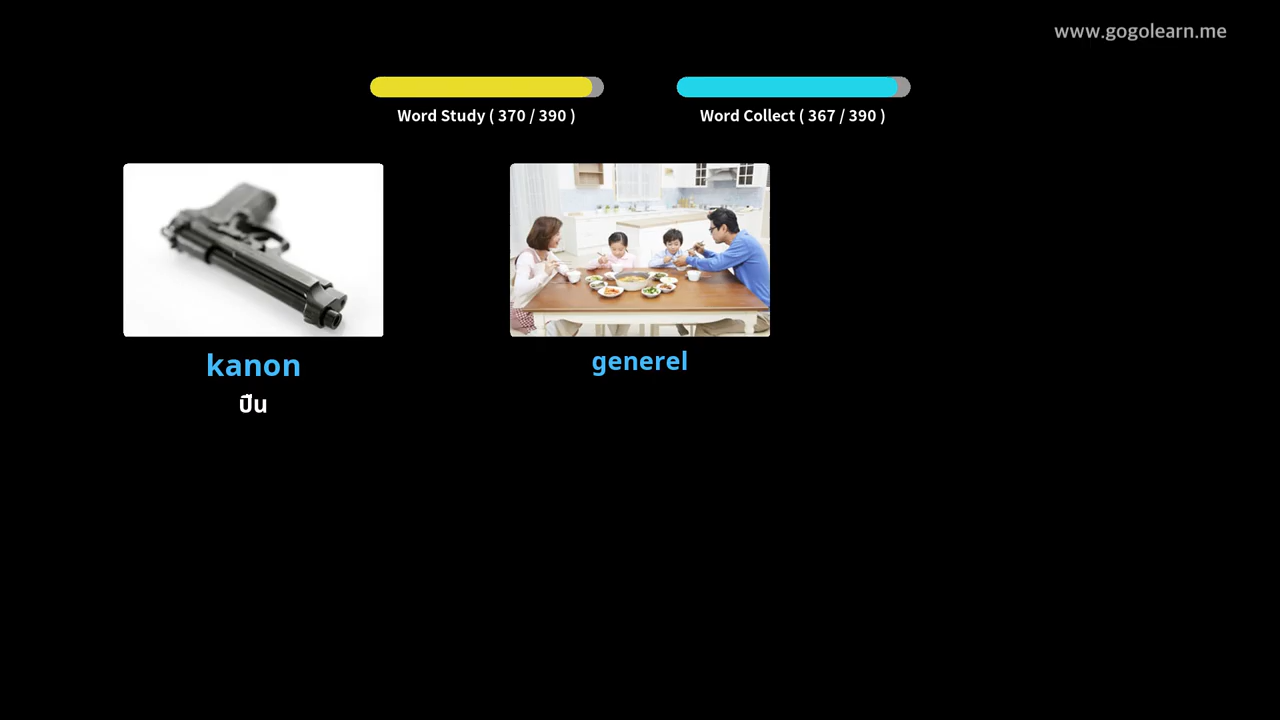 www.gogolearn.me
Word Study ( 370 / 390 )
Word Collect ( 367 / 390 )
kanon
ปืน
generel